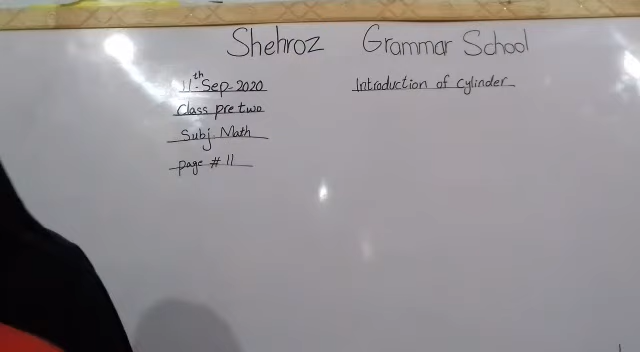 Shehroz Grammar School
11th Sep-2020
Introduction of Cylinder
Class pre two
Subj. Math
page # 11